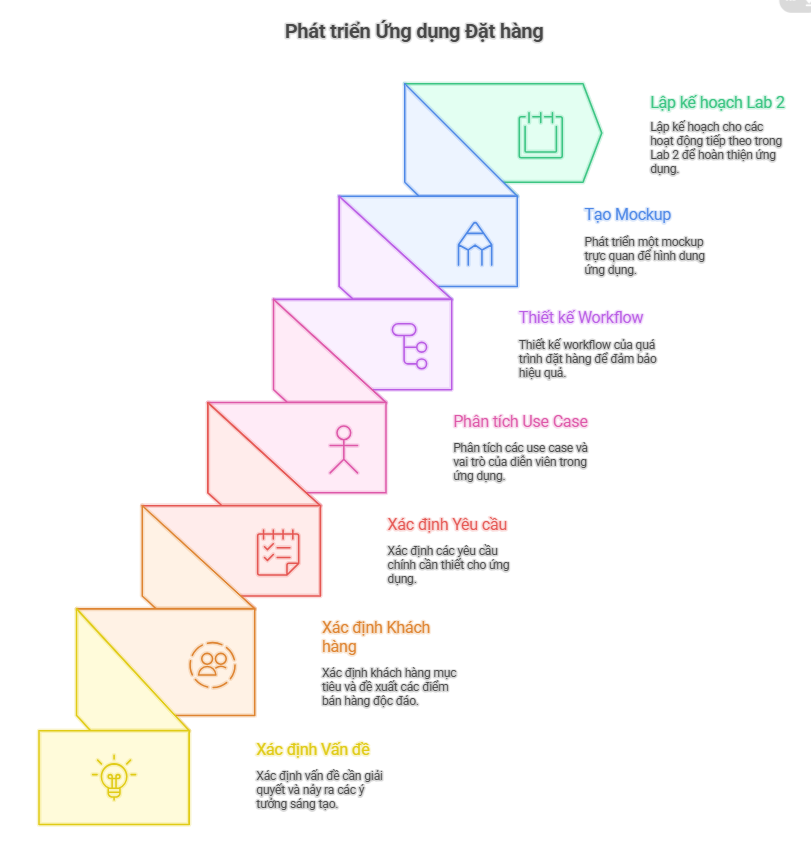 Phát triển Ứng dụng Đặt hàng
Lập kế hoạch Lab 2
Lập kế hoạch cho các
hoạt động tiếp theo trong
Lab 2 để hoàn thiện ứng
dụng.
Tạo Mockup
Phát triển một mockup
trực quan để hình dung
ứng dụng.
Thiết kế Workflow
Thiết kế workflow của quá
trình đặt hàng để đảm bảo
hiệu quả.
Phân tích Use Case
Phân tích các use case và
vai trò của diễn viên trong
ứng dụng.
Xác định Yêu cầu
Xác định các yêu cầu
chính cần thiết cho ứng
dụng.
Xác định Khách
hàng
Xác định khách hàng mục
tiêu và đề xuất các điểm
bán hàng độc đáo.
Xác định Vấn đề
Xác định vấn đề cần giải
quyết và nảy ra các ý
tưởng sáng tạo.